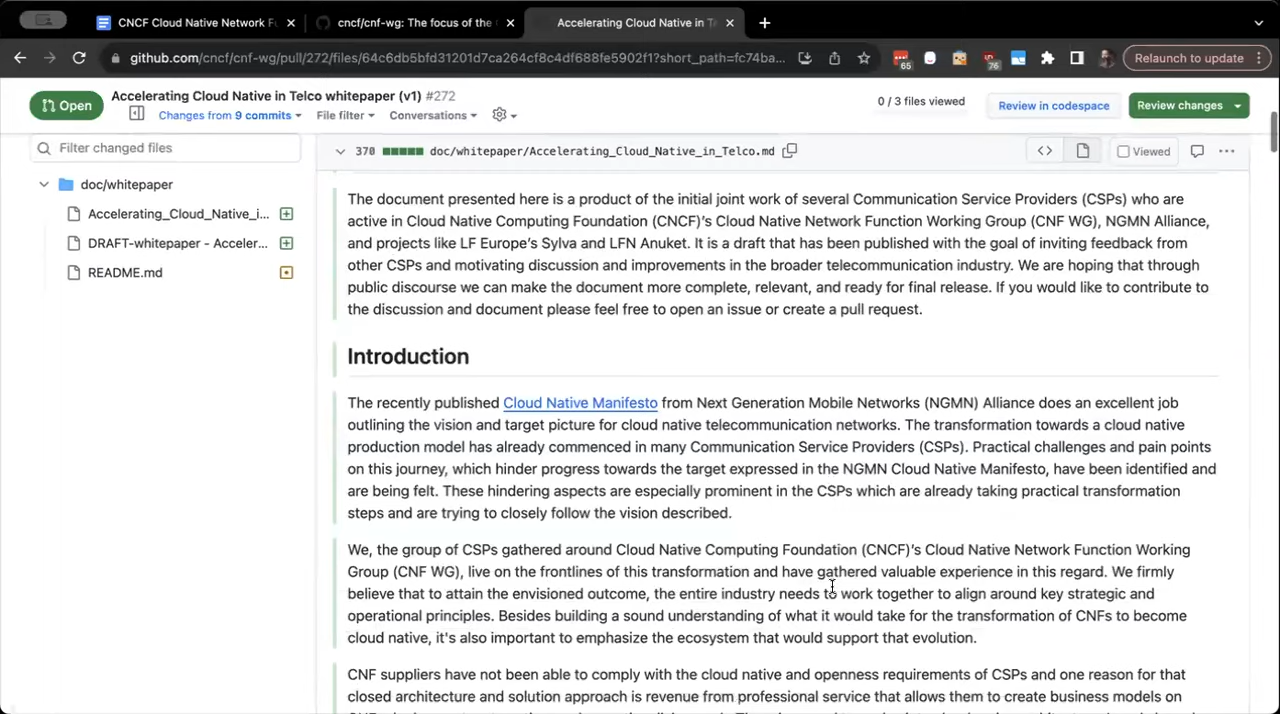 CNCF Cloud Native Network F
cncf/cnf-wg: The focus of the
Accelerating Cloud Native in T
github.com/cncf/cnf-wg/pull/272/files/64c6db5bfd31201d7ca264cf8c4df688fe5902f1?short_path=fc74ba...
65
76
Relaunch to update
Open
Accelerating Cloud Native in Telco whitepaper (v1) #272
Changes from 9 commits
File filter
Conversations
0 / 3 files viewed
Review in codespace
Review changes
Filter changed files
370 doc/whitepaper/Accelerating_Cloud_Native_in_Telco.md
Viewed
doc/whitepaper
Accelerating_Cloud_Native_i...
DRAFT-whitepaper - Acceler...
README.md
The document presented here is a product of the initial joint work of several Communication Service Providers (CSPs) who are
active in Cloud Native Computing Foundation (CNCF)'s Cloud Native Network Function Working Group (CNF WG), NGMN Alliance,
and projects like LF Europe's Sylva and LFN Anuket. It is a draft that has been published with the goal of inviting feedback from
other CSPs and motivating discussion and improvements in the broader telecommunication industry. We are hoping that through
public discourse we can make the document more complete, relevant, and ready for final release. If you would like to contribute to
the discussion and document please feel free to open an issue or create a pull request.
Introduction
The recently published Cloud Native Manifesto from Next Generation Mobile Networks (NGMN) Alliance does an excellent job
outlining the vision and target picture for cloud native telecommunication networks. The transformation towards a cloud native
production model has already commenced in many Communication Service Providers (CSPs). Practical challenges and pain points
on this journey, which hinder progress towards the target expressed in the NGMN Cloud Native Manifesto, have been identified and
are being felt. These hindering aspects are especially prominent in the CSPs which are already taking practical transformation
steps and are trying to closely follow the vision described.
We, the group of CSPs gathered around Cloud Native Computing Foundation (CNCF)'s Cloud Native Network Function Working
Group (CNF WG), live on the frontlines of this transformation and have gathered valuable experience in this regard. We firmly
believe that to attain the envisioned outcome, the entire industry needs to work together to align around key strategic and
operational principles. Besides building a sound understanding of what it would take for the transformation of CNFs to become
cloud native, it's also important to emphasize the ecosystem that would support that evolution.
CNF suppliers have not been able to comply with the cloud native and openness requirements of CSPs and one reason for that
closed architecture and solution approach is revenue from professional service that allows them to create business models on